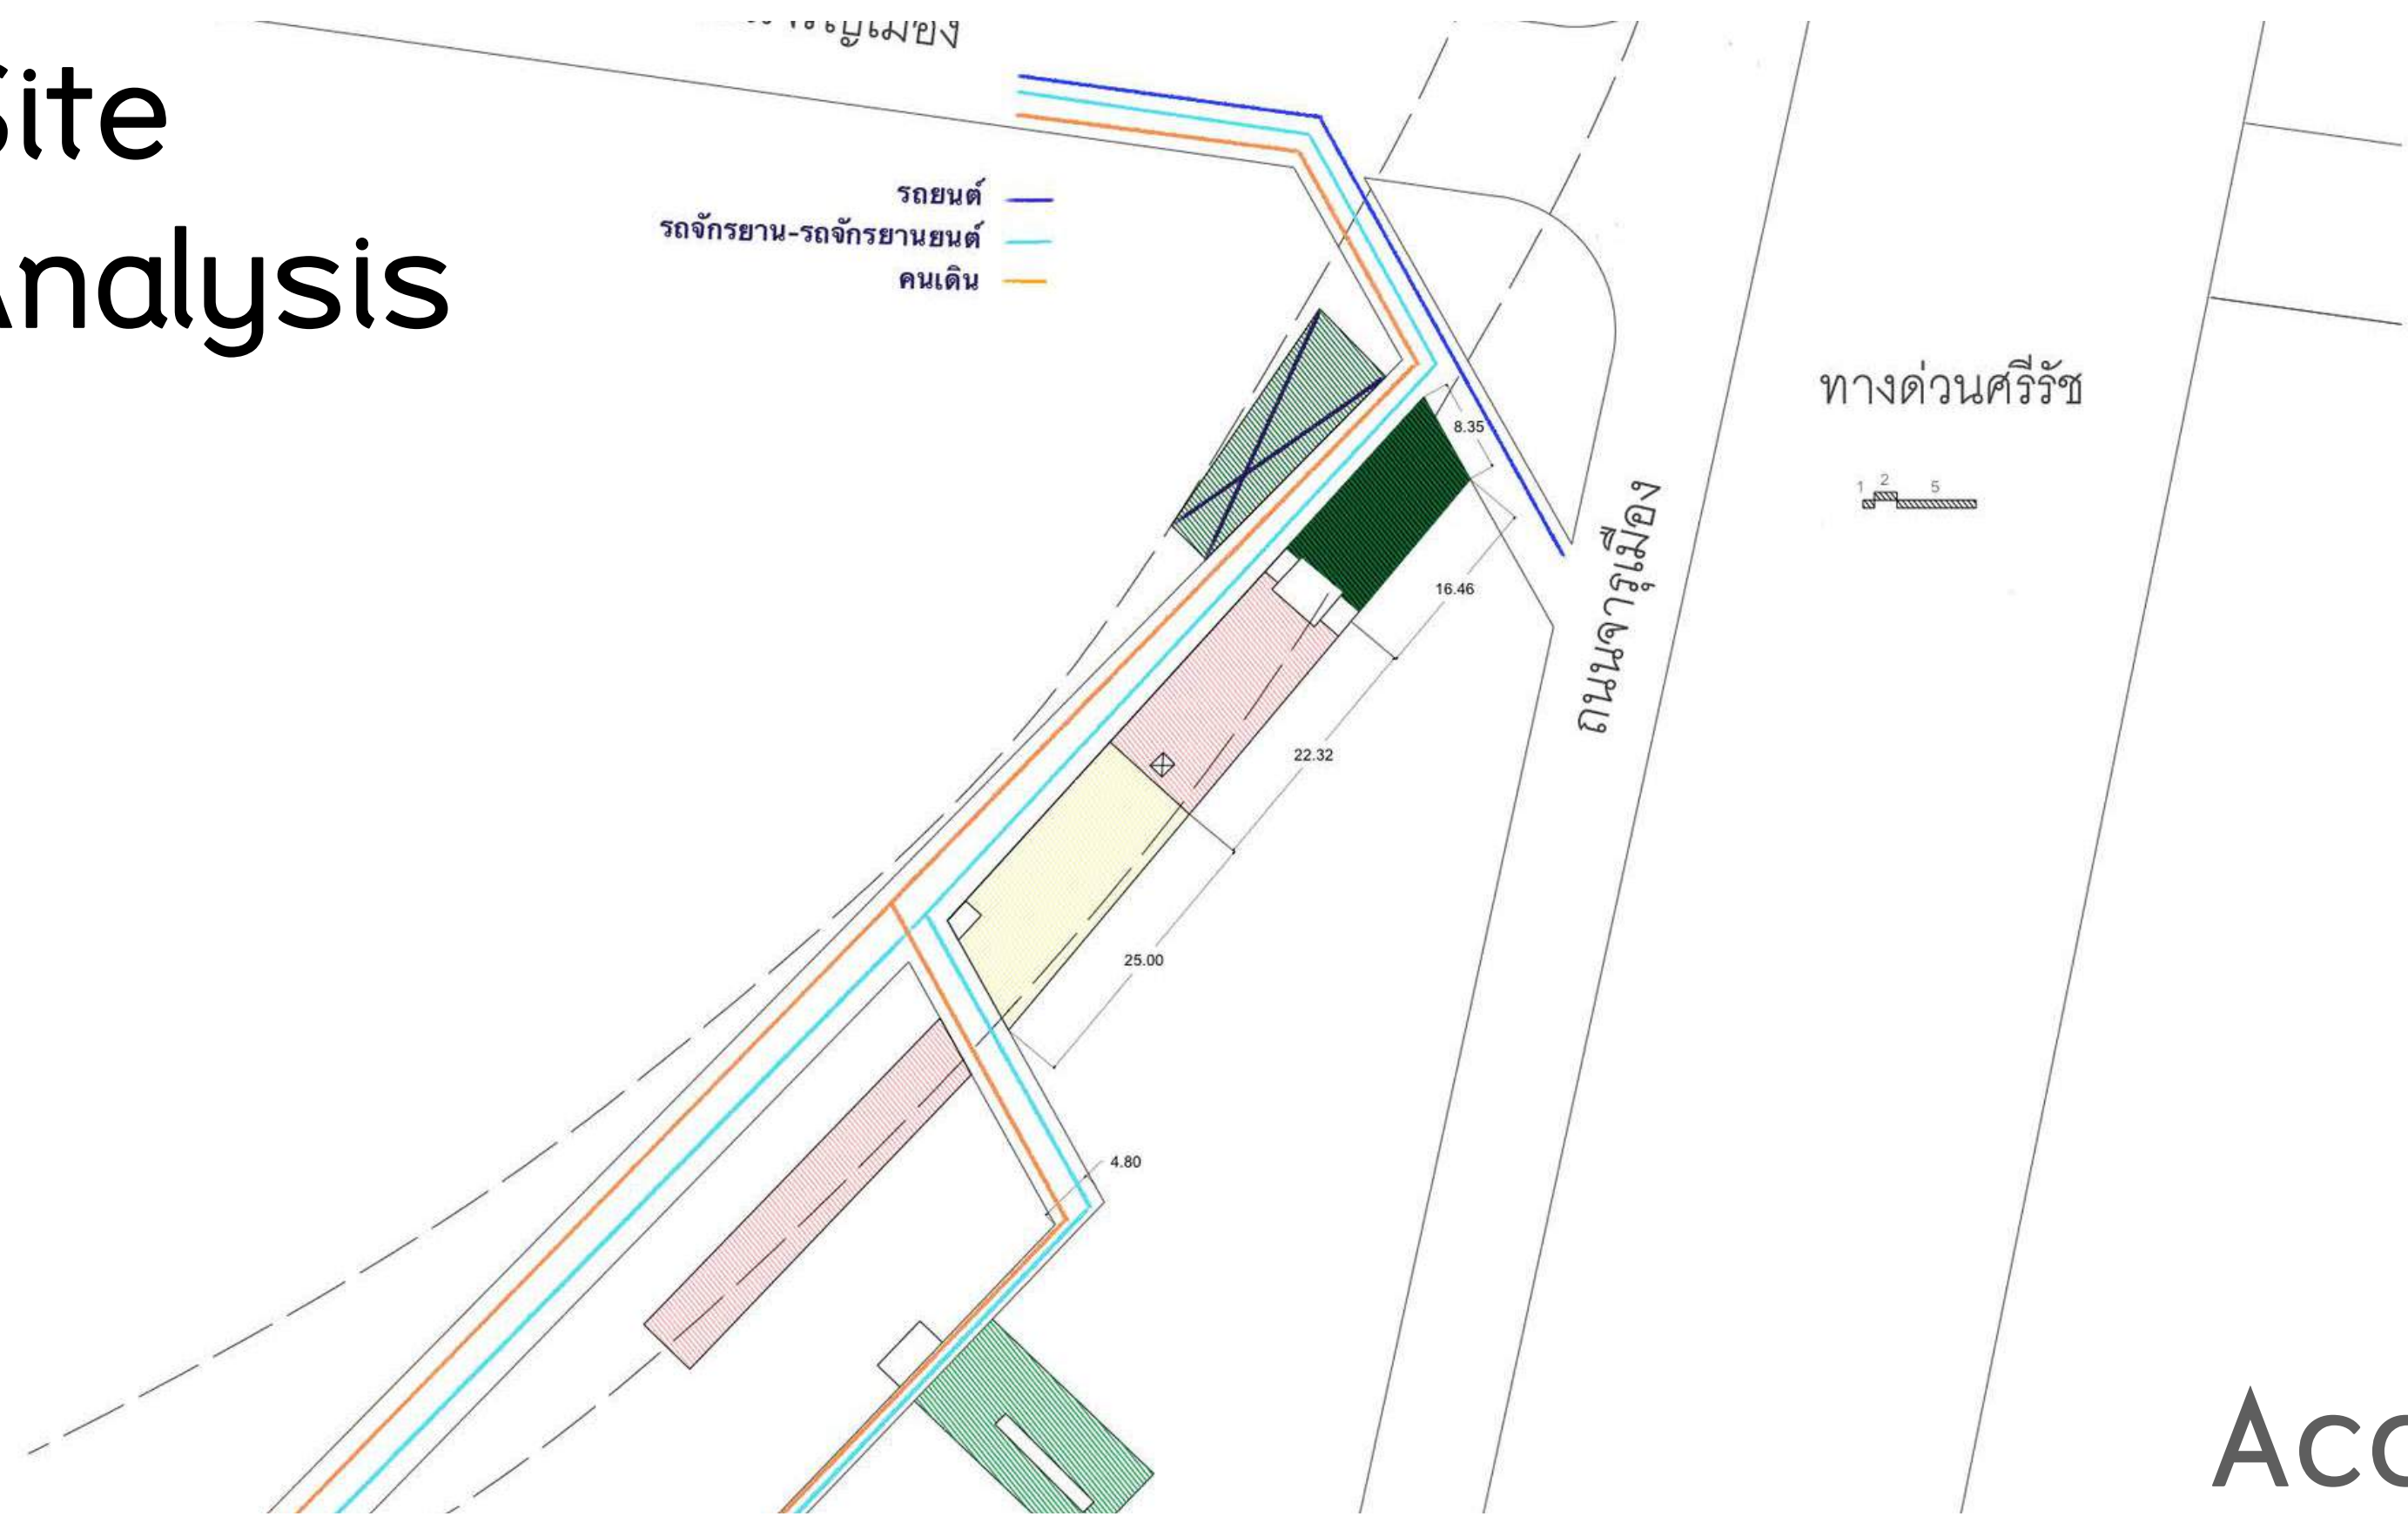 ite
nalysis
รถยนต์
รถจักรยาน-รถจักรยานยนต์
คนเดิน
ทางด่วนศรีรัช
1 2 5
8.35
16.46
ถนนจารุเมือง
22.32
25.00
4.80
Acc